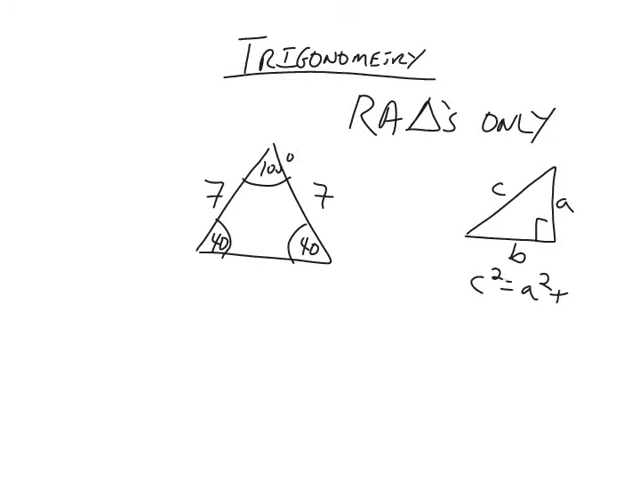 TRIGONOMETRY
RA△'s ONLY
100°
7
7
40
40
c
a
b
c²=a²+